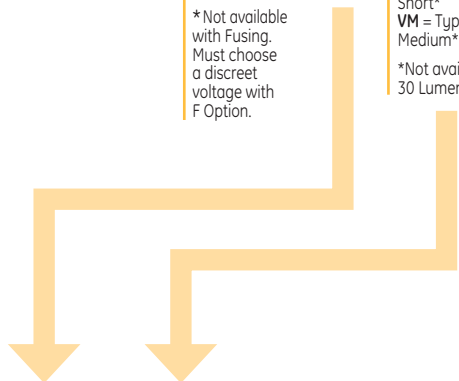 * Not available
with Fusing.
Must choose
a discreet
voltage with
F Option.
Short*
VM = Typ
Medium*
*Not avai
30 Lumen